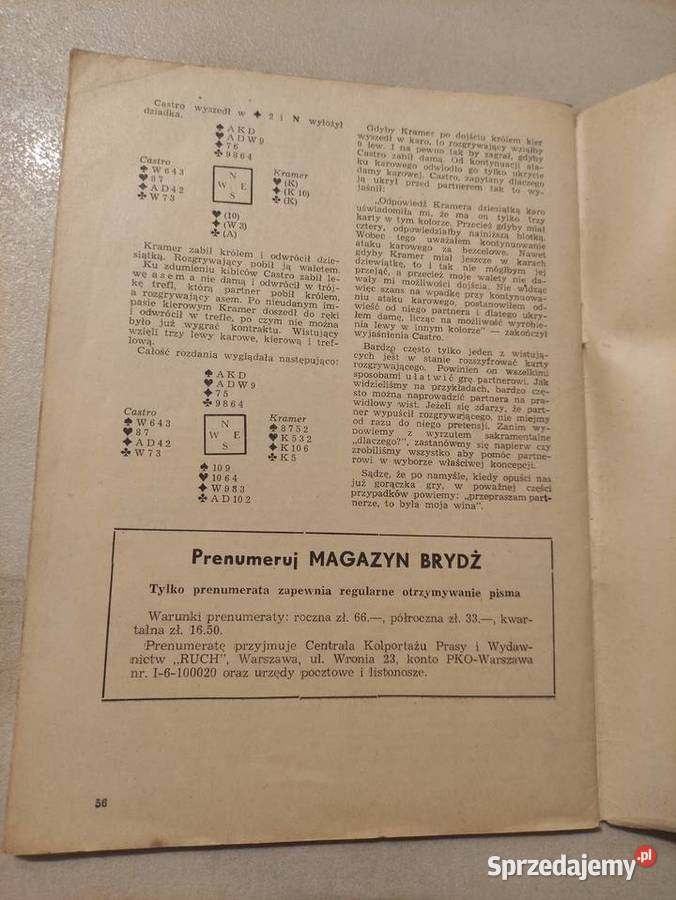 Castro wyszedł w ♦ 2 i N wyłożył
dziadka.
♠ A K D
♥ A D W 9
♦ 7 6
♣ 9 8 6 4
Castro
♠ W 6 4 3
♥ 8 7
♦ A D 4 2
♣ W 7 3
N
W E
S
Kramer
♥ (K)
♦ (K 10)
♣ (K)
♥ (10)
♦ (W 3)
♣ (A)
Kramer zabił królem i odwrócił dzie-
siątką. Rozgrywający pobił ją waletem.
Ku zdumieniu kibiców Castro zabił le-
wę asem a nie damą i odwrócił w trój-
kę trefl, którą partner pobił królem,
a rozgrywający asem. Po nieudanym im-
pasie kierowym Kramer doszedł do ręki
i odwrócił w trefle, po czym nie można
było już wygrać kontraktu. Wistujący
wzięli trzy lewy karowe, kierową i tref-
lową.
Całość rozdania wyglądała następująco:
♠ A K D
♥ A D W 9
♦ 7 5
♣ 9 8 6 4
Castro
♠ W 6 4 3
♥ 8 7
♦ A D 4 2
♣ W 7 3
N
W E
S
Kramer
♠ 8 7 5 2
♥ K 5 3 2
♦ K 10 6
♣ K 5
♠ 10 9
♥ 10 6 4
♦ W 9 8 3
♣ A D 10 2
Gdyby Kramer po dojściu królem kier
wyszedł w karo, to rozgrywający wziąłby
9 lew. I na pewno tak by zagrał, gdyby
Castro zabił damą. Od kontynuacji ata-
ku karowego odwiodło go tylko ukrycie
damy karowej. Castro, zapytany dlaczego
ją ukrył przed partnerem tak to wy-
jaśnił:
„Odpowiedź Kramera dziesiątką karo
uświadomiła mi, że ma on tylko trzy
karty w tym kolorze. Przecież gdyby miał
cztery, odpowiedziałby najniższą blotką.
Wobec tego uważałem kontynuowanie
ataku karowego za bezcelowe. Nawet
gdyby Kramer miał jeszcze w karach
dziewiątkę, to i tak nie mógłbym jej
przejąć, a przecież moje walety nie da-
wały mi możliwości dojścia. Nie widząc
więc szans na wpadkę przy kontynuowa-
niu ataku karowego, postanowiłem od-
wieść od niego partnera i dlatego ukry-
łem damę, licząc na możliwość wyrobie-
nia lewy w innym kolorze” — zakończył
wyjaśnienia Castro.
Bardzo często tylko jeden z wistują-
cych jest w stanie rozszyfrować karty
rozgrywającego. Powinien on wszelkimi
sposobami ułatwić grę partnerowi. Jak
widzieliśmy na przykładach, bardzo czę-
sto można naprowadzić partnera na pra-
widłowy wist. Jeżeli się zdarzy, że part-
ner wypuścił rozgrywającego, nie miejmy
od razu do niego pretensji. Zanim wy-
powiemy z wyrzutem sakramentalne
„dlaczego?”, zastanówmy się napierw czy
zrobiliśmy wszystko aby pomóc partne-
rowi w wyborze właściwej koncepcji.
Sądzę, że po namyśle, kiedy opuści nas
już gorączka gry, w poważnej części
przypadków powiemy: „przepraszam part-
nerze, to była moja wina”.
Prenumeruj MAGAZYN BRYDŻ
Tylko prenumerata zapewnia regularne otrzymywanie pisma
Warunki prenumeraty: roczna zł. 66.—, półroczna zł. 33.—, kwar-
talna zł. 16.50.
Prenumeratę przyjmuje Centrala Kolportażu Prasy i Wydaw-
nictw „RUCH”, Warszawa, ul. Wronia 23, konto PKO-Warszawa
nr. I-6-100020 oraz urzędy pocztowe i listonosze.
56
Sprzedajemy.pl